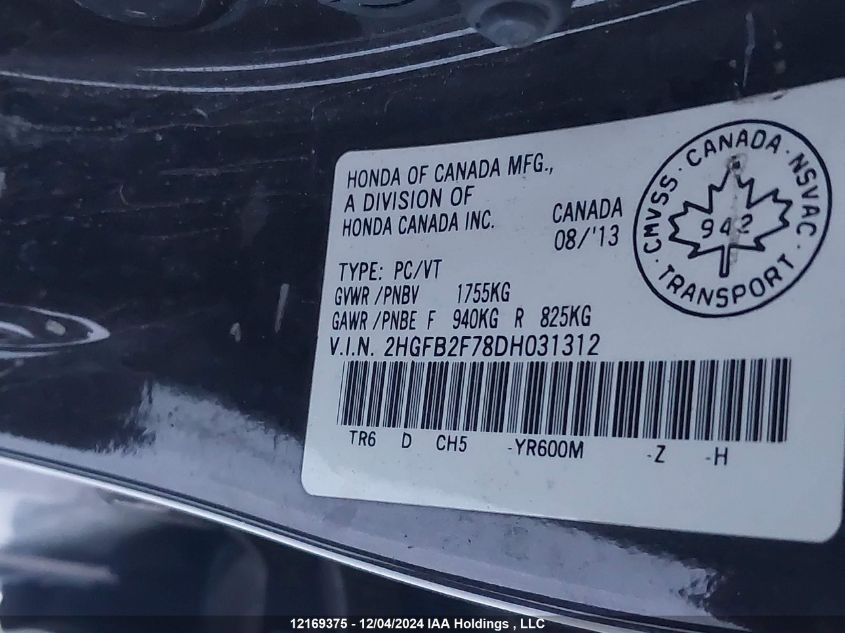 HONDA OF CANADA MFG.,
A DIVISION OF
HONDA CANADA INC.
CANADA
08/'13
CMVSS · CANADA · NSVAC ·
942
TRANSPORT
TYPE: PC/VT
GVWR /PNBV 1755KG
GAWR /PNBE F 940KG R 825KG
V.I.N. 2HGFB2F78DH031312
TR6 D CH5 -YR600M -Z -H
12169375 - 12/04/2024 IAA Holdings , LLC